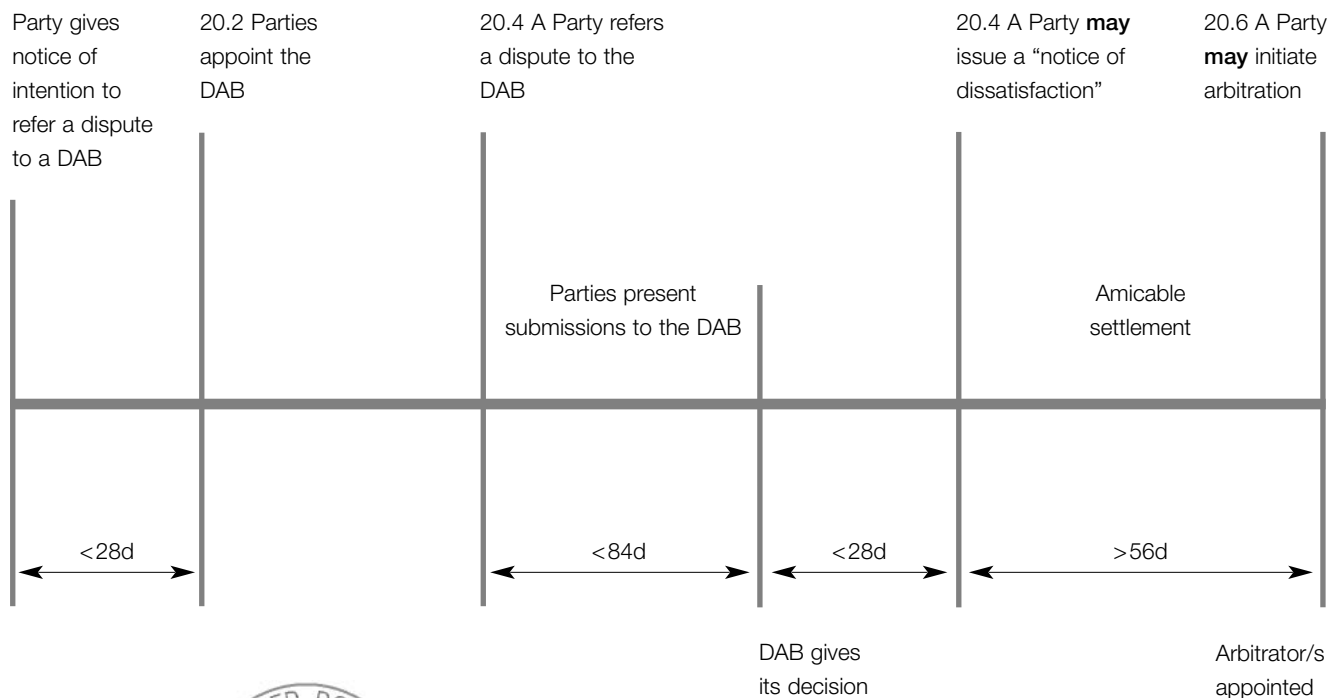 Party gives
notice of
intention to
refer a dispute
to a DAB
20.2 Parties
appoint the
DAB
20.4 A Party refers
a dispute to the
DAB
20.4 A Party may
issue a “notice of
dissatisfaction”
20.6 A Party
may initiate
arbitration
Parties present
submissions to the DAB
Amicable
settlement
<28d
<84d
<28d
>56d
DAB gives
its decision
Arbitrator/s
appointed